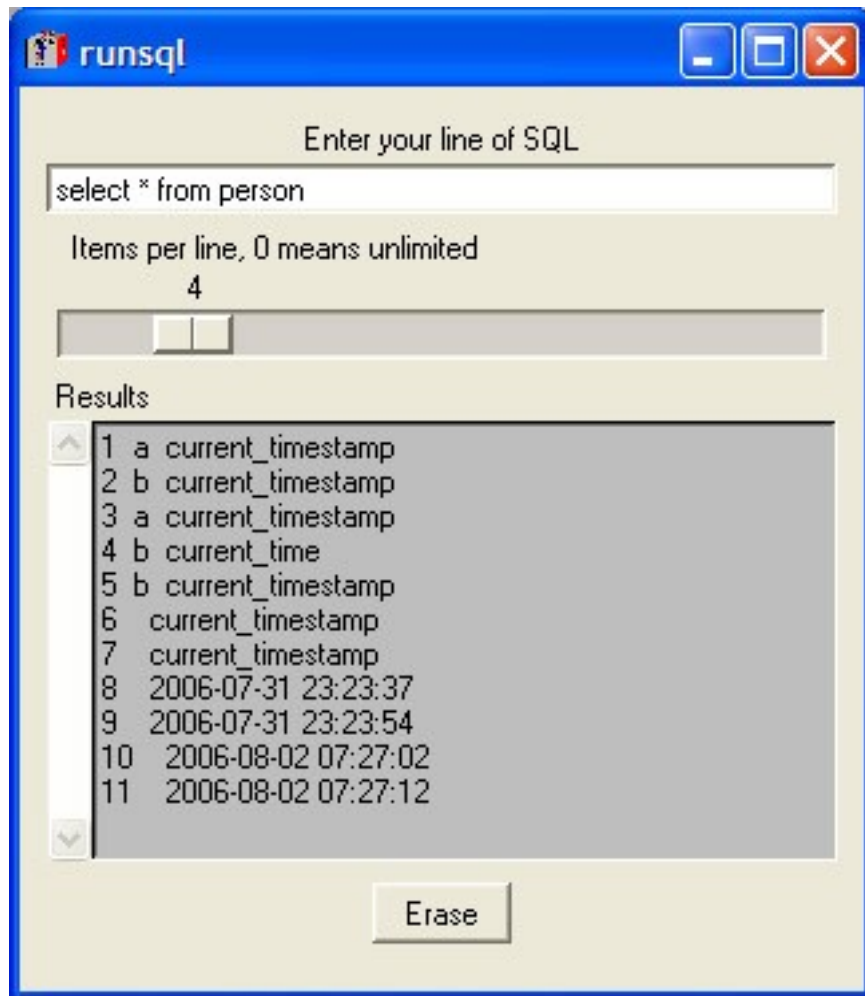 runsql
Enter your line of SQL
select * from person
Items per line, 0 means unlimited
4
Results
1 a current_timestamp
2 b current_timestamp
3 a current_timestamp
4 b current_time
5 b current_timestamp
6 current_timestamp
7 current_timestamp
8 2006-07-31 23:23:37
9 2006-07-31 23:23:54
10 2006-08-02 07:27:02
11 2006-08-02 07:27:12
Erase